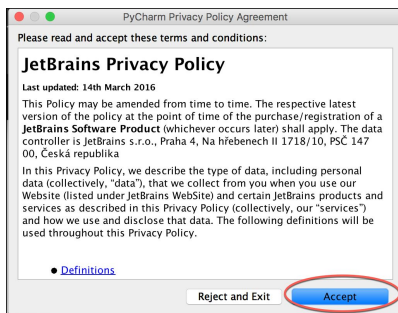 PyCharm Privacy Policy Agreement
Please read and accept these terms and conditions:
JetBrains Privacy Policy
Last updated: 14th March 2016
This Policy may be amended from time to time. The respective latest
version of the policy at the point of time of the purchase/registration of a
JetBrains Software Product (whichever occurs later) shall apply. The data
controller is JetBrains s.r.o., Praha 4, Na hřebenech II 1718/10, PSČ 147
00, Česká republika
In this Privacy Policy, we describe the type of data, including personal
data (collectively, “data”), that we collect from you when you use our
Website (listed under JetBrains WebSite) and certain JetBrains products and
services as described in this Privacy Policy (collectively, our “services”)
and how we use and disclose that data. The following definitions will be
used throughout this Privacy Policy.
• Definitions
Reject and Exit
Accept